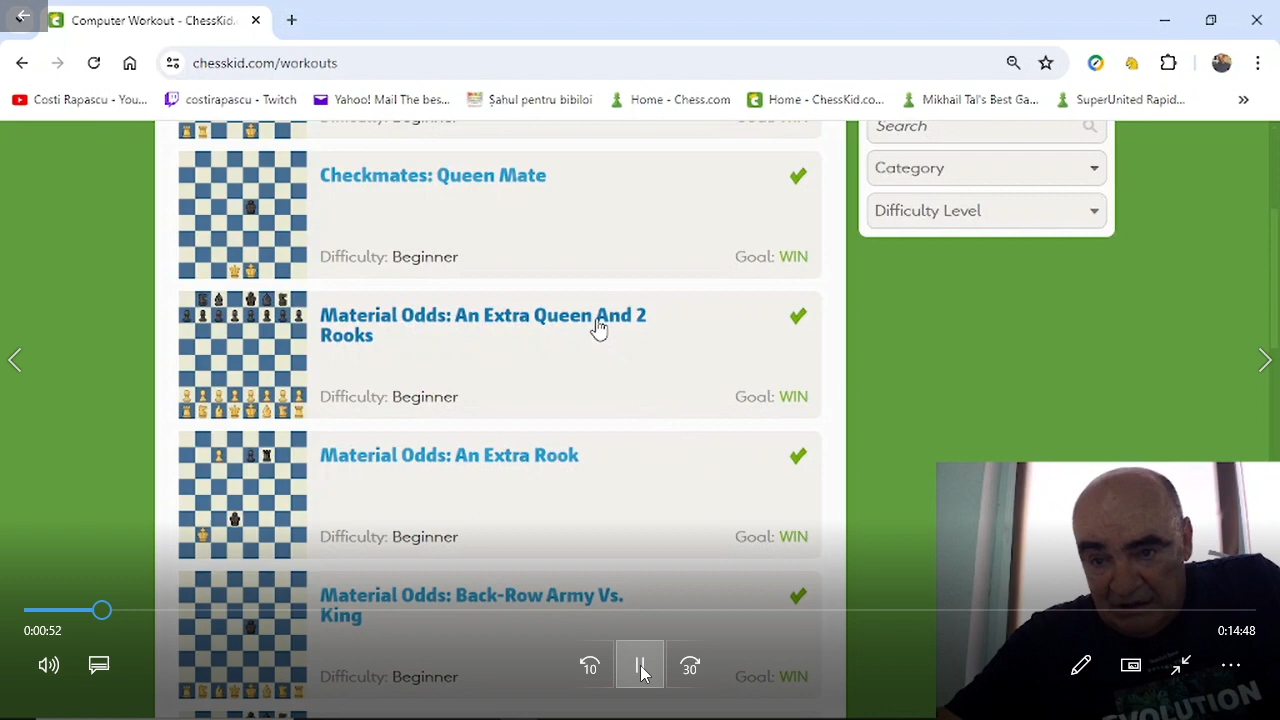 Computer Workout - ChessKid.
chesskid.com/workouts
Costi Rapascu - You...
costirapascu - Twitch
Yahoo! Mail The bes...
Șahul pentru bibiloi
Home - Chess.com
Home - ChessKid.co...
Mikhail Tal's Best Ga...
SuperUnited Rapid...
»
Search
Category
Difficulty Level
Checkmates: Queen Mate
Difficulty: Beginner
Goal: WIN
Material Odds: An Extra Queen And 2
Rooks
Difficulty: Beginner
Goal: WIN
Material Odds: An Extra Rook
Difficulty: Beginner
Goal: WIN
Material Odds: Back-Row Army Vs.
King
Difficulty: Beginner
Goal: WIN
0:00:52
0:14:48
10
30